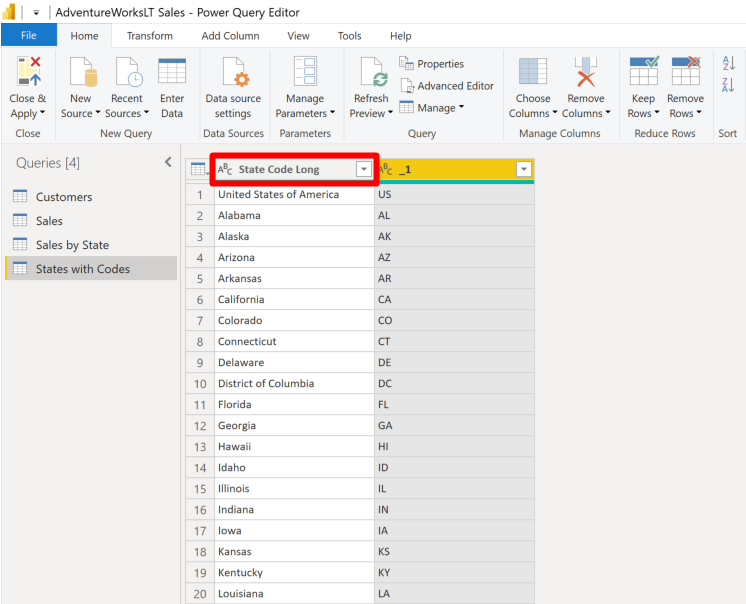 AdventureWorksLT Sales - Power Query Editor
File Home Transform Add Column View Tools Help
Close & Apply
New Source
Recent Sources
Enter Data
Data source settings
Manage Parameters
Refresh Preview
Properties
Advanced Editor
Manage
Choose Columns
Remove Columns
Keep Rows
Remove Rows
Close New Query Data Sources Parameters Query Manage Columns Reduce Rows Sort
Queries [4]
Customers
Sales
Sales by State
States with Codes
ABC State Code Long ABC _1
1 United States of America US
2 Alabama AL
3 Alaska AK
4 Arizona AZ
5 Arkansas AR
6 California CA
7 Colorado CO
8 Connecticut CT
9 Delaware DE
10 District of Columbia DC
11 Florida FL
12 Georgia GA
13 Hawaii HI
14 Idaho ID
15 Illinois IL
16 Indiana IN
17 Iowa IA
18 Kansas KS
19 Kentucky KY
20 Louisiana LA